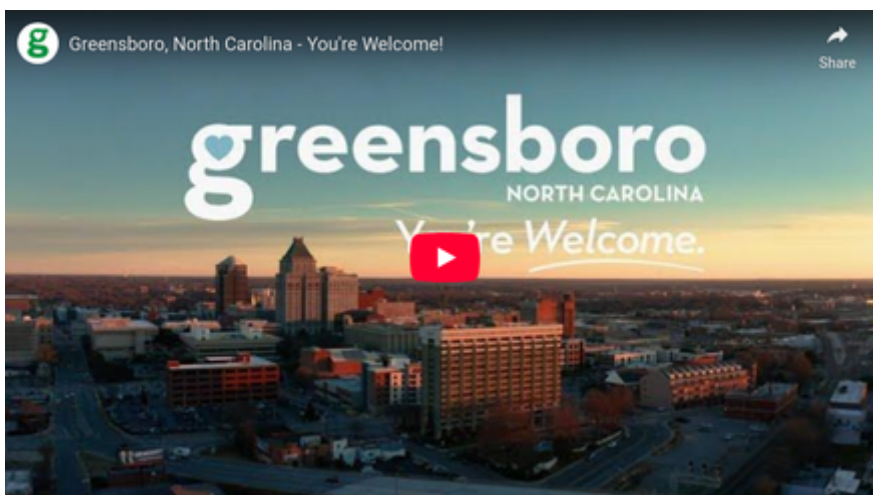 g Greensboro, North Carolina - You're Welcome!
Share
greensboro
NORTH CAROLINA
You're Welcome.